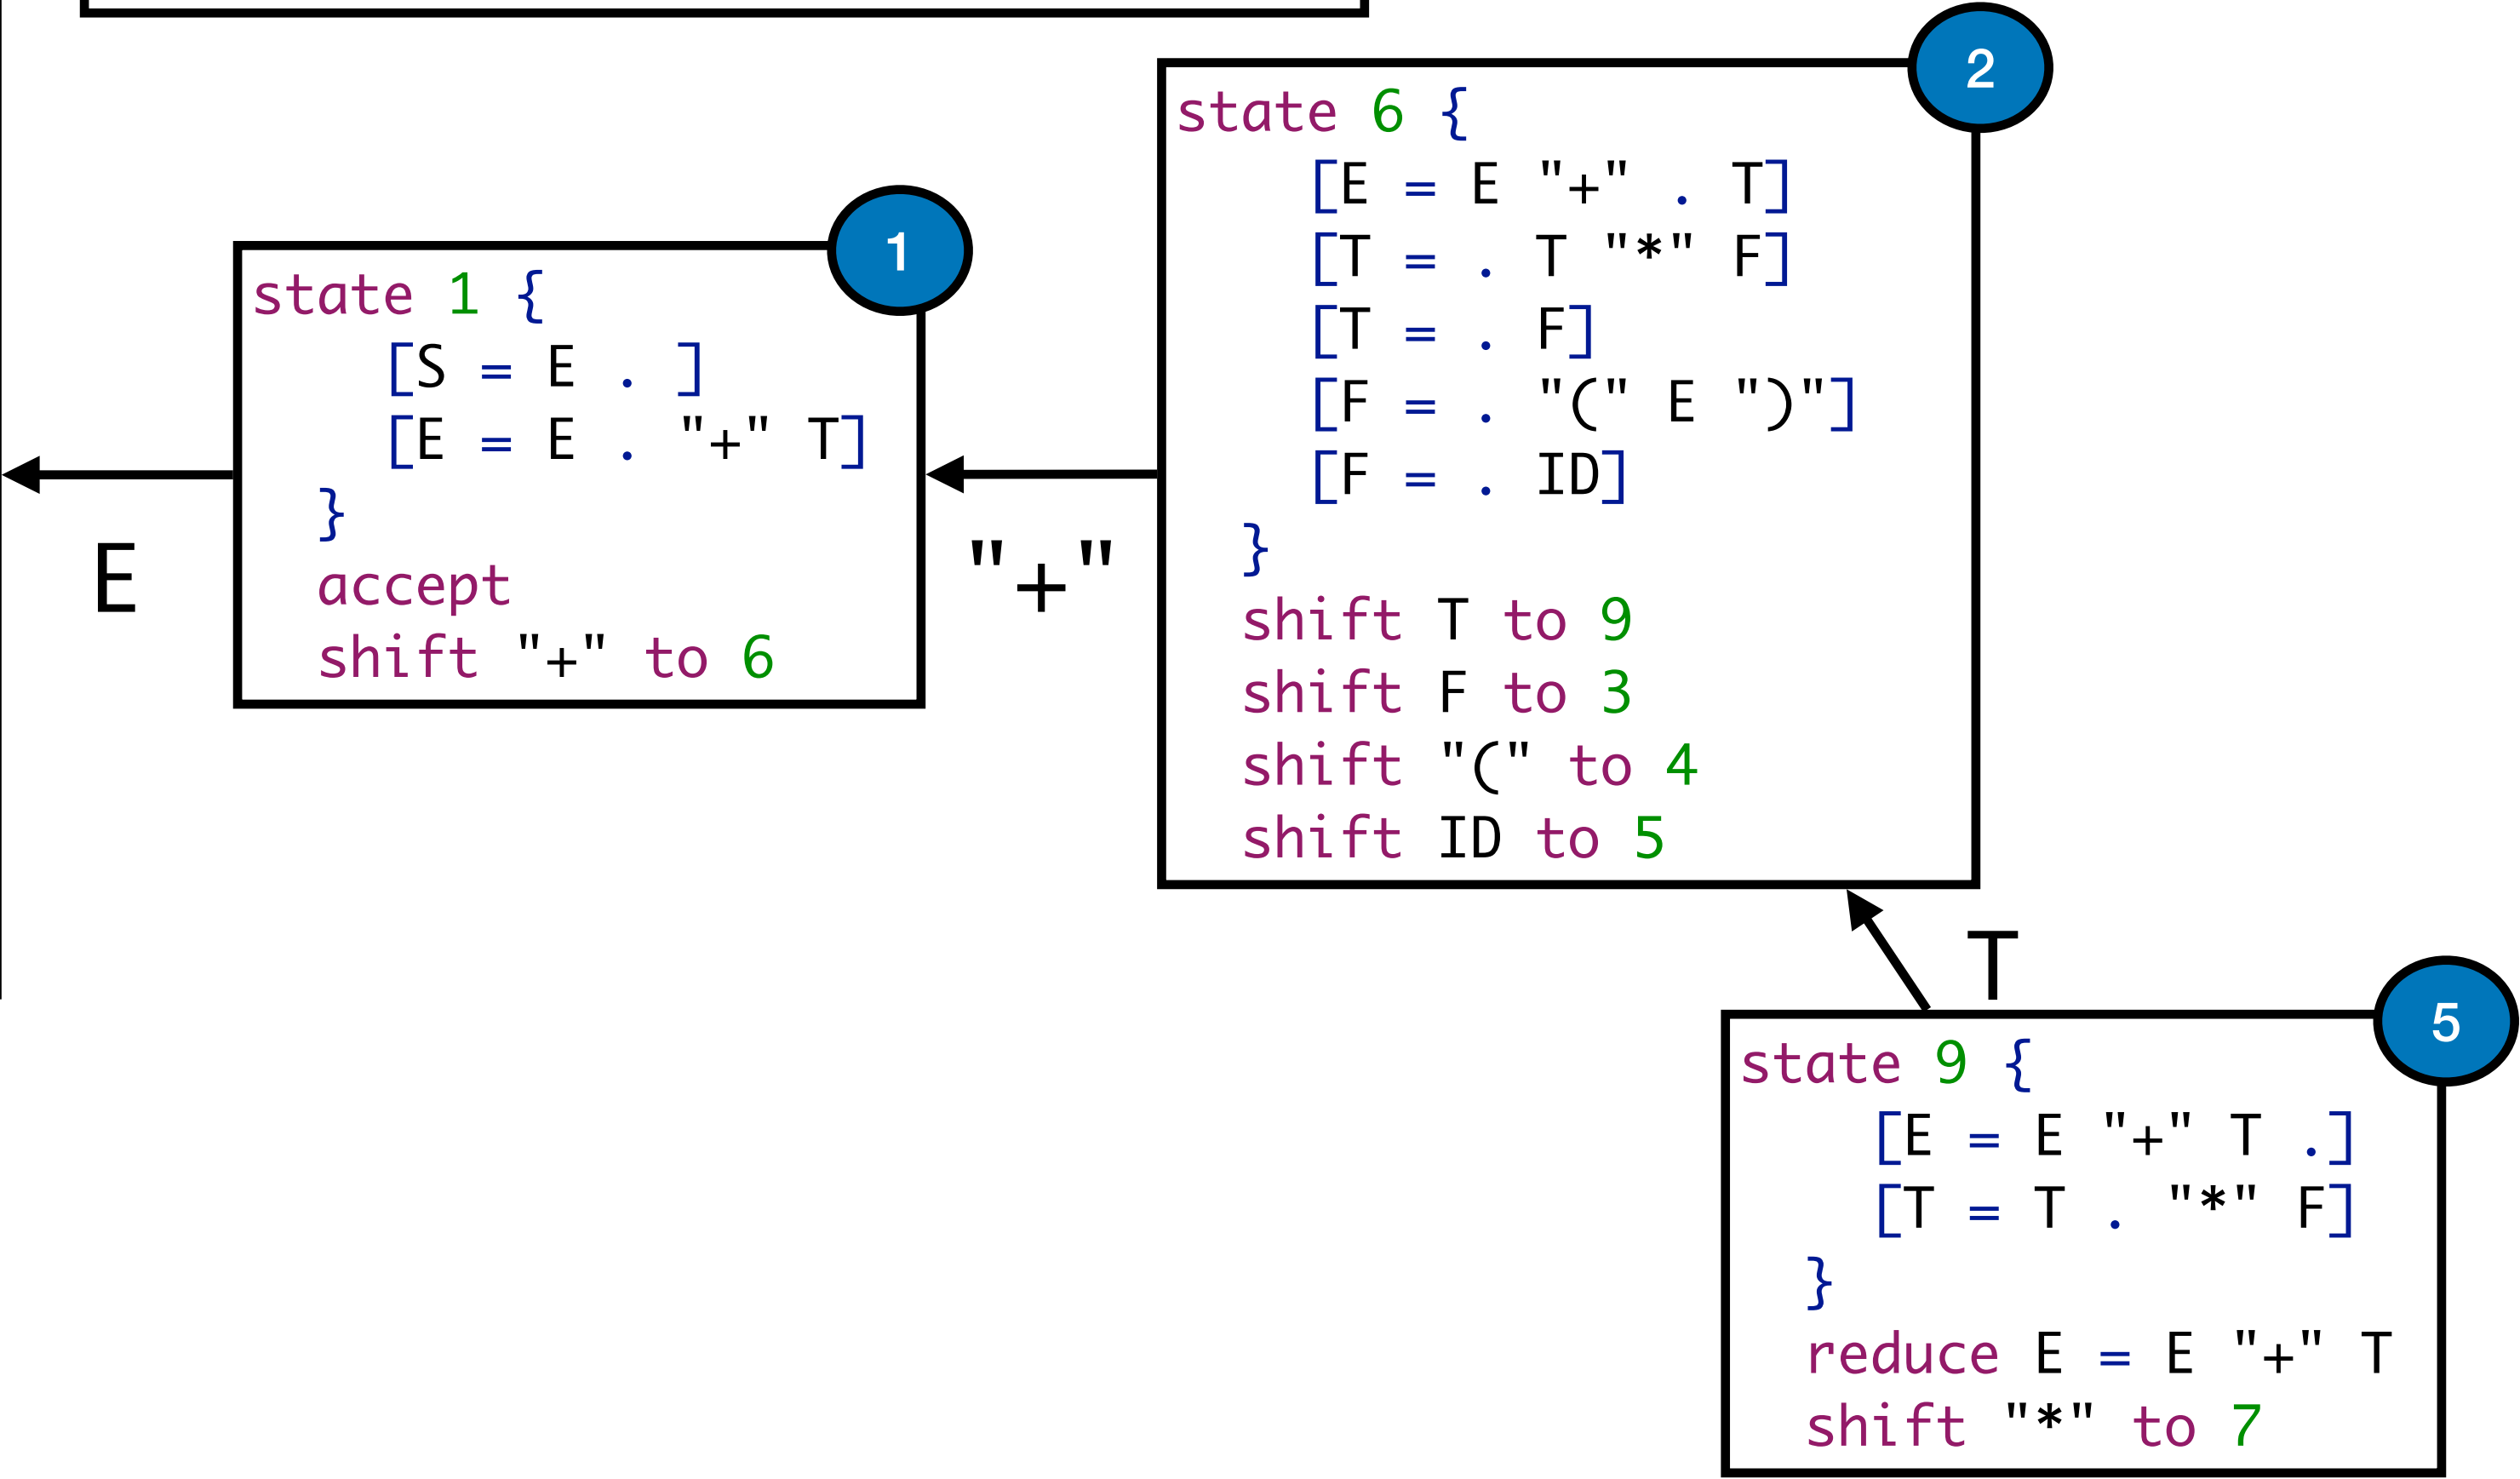 1
state 1 {
[S = E . ]
[E = E . "+" T]
}
accept
shift "+" to 6
E
"+"
2
state 6 {
[E = E "+" . T]
[T = . T "*" F]
[T = . F]
[F = . "(" E ")"]
[F = . ID]
}
shift T to 9
shift F to 3
shift "(" to 4
shift ID to 5
T
5
state 9 {
[E = E "+" T .]
[T = T . "*" F]
}
reduce E = E "+" T
shift "*" to 7